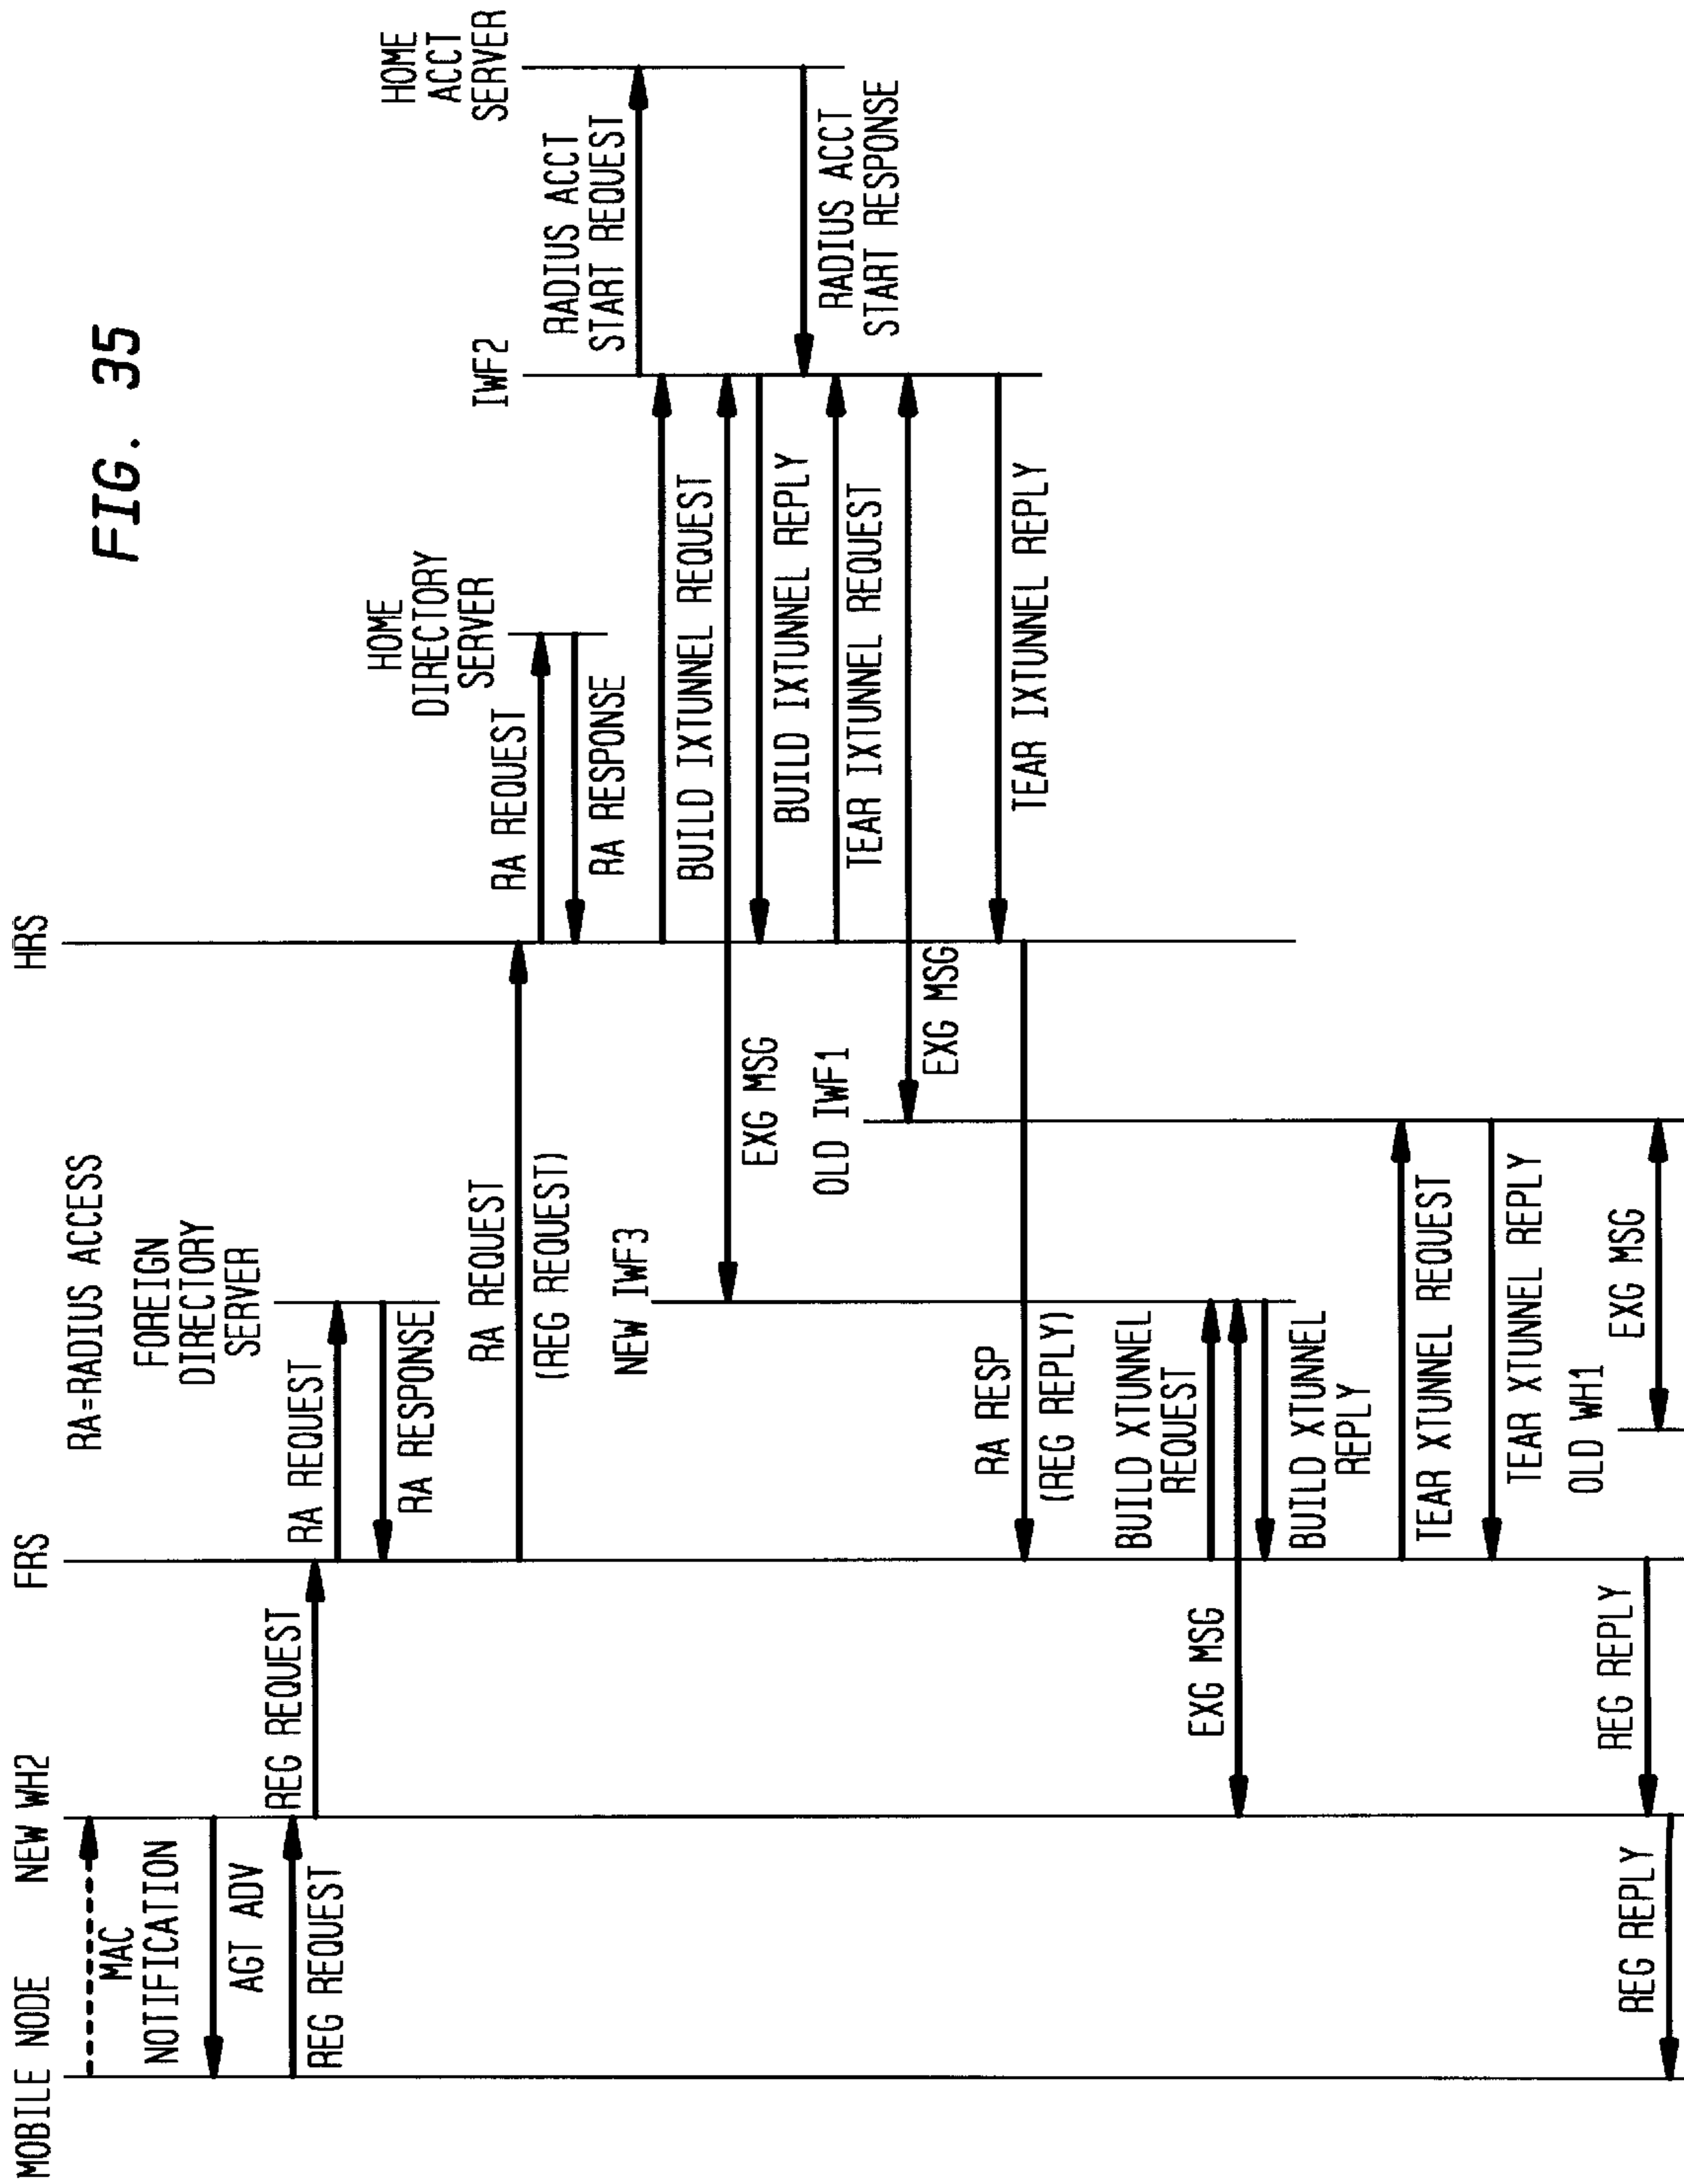 FIG. 35
RA=RADIUS ACCESS
MOBILE NODE
NEW WH2
FRS
HRS
MAC
NOTIFICATION
AGT ADV
REG REQUEST
REG REQUEST
FOREIGN
DIRECTORY
SERVER
RA REQUEST
RA RESPONSE
RA REQUEST
(REG REQUEST)
HOME
DIRECTORY
SERVER
RA REQUEST
RA RESPONSE
IWF2
HOME
ACCT
SERVER
RADIUS ACCT
START REQUEST
BUILD IXTUNNEL REQUEST
NEW IWF3
EXG MSG
BUILD IXTUNNEL REPLY
RADIUS ACCT
START RESPONSE
TEAR IXTUNNEL REQUEST
OLD IWF1
EXG MSG
TEAR IXTUNNEL REPLY
RA RESP
(REG REPLY)
BUILD XTUNNEL
REQUEST
EXG MSG
BUILD XTUNNEL
REPLY
TEAR XTUNNEL REQUEST
TEAR XTUNNEL REPLY
OLD WH1
EXG MSG
REG REPLY
REG REPLY